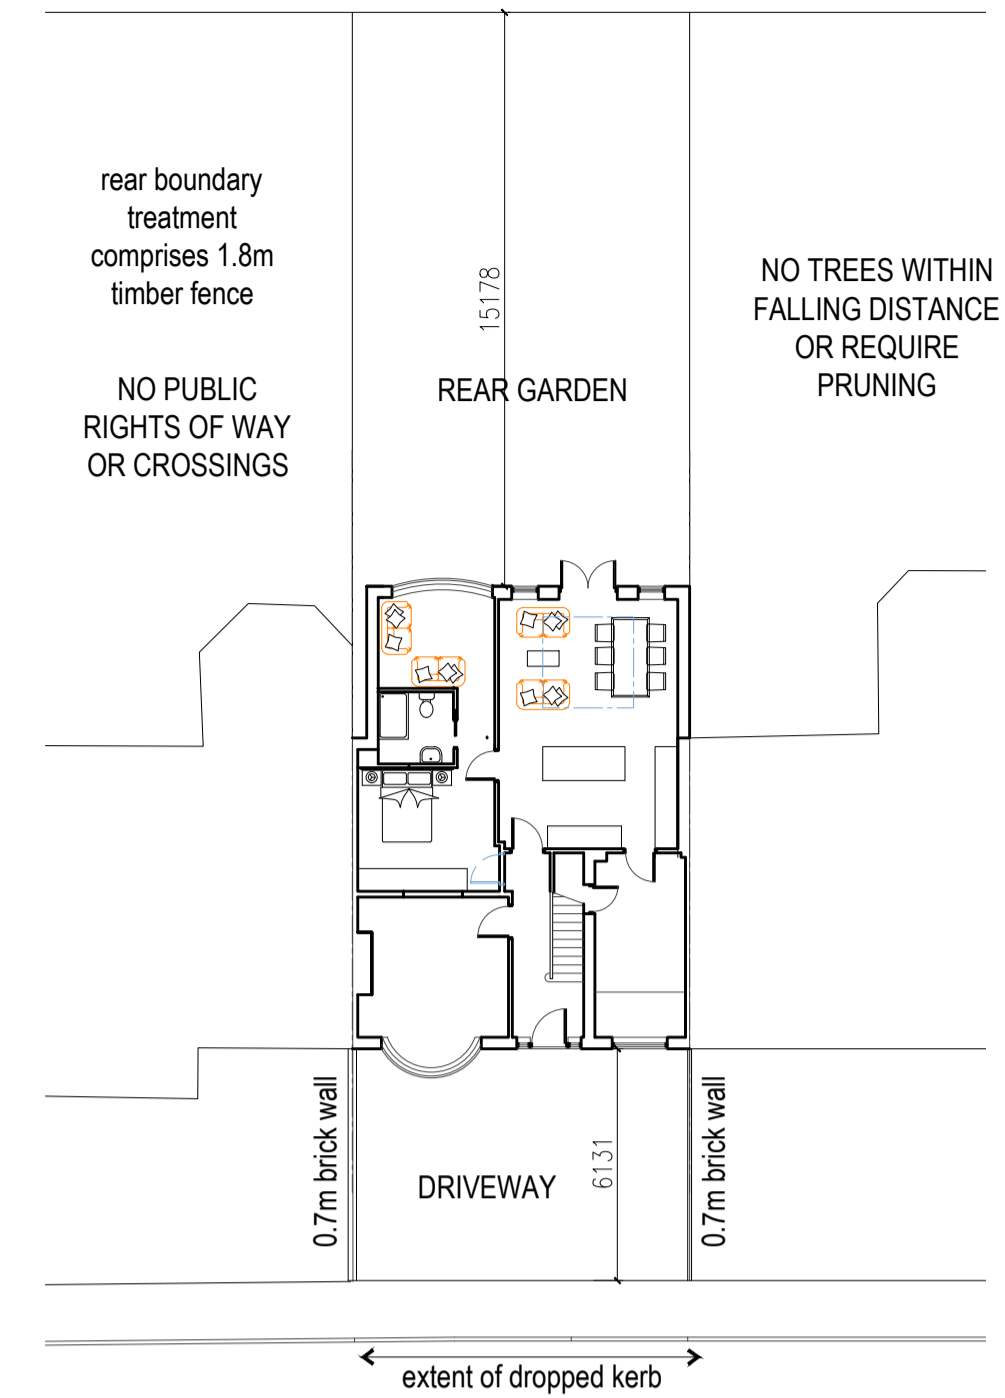 rear boundary
treatment
comprises 1.8m
timber fence
NO PUBLIC
RIGHTS OF WAY
OR CROSSINGS
15178
REAR GARDEN
NO TREES WITHIN
FALLING DISTANCE
OR REQUIRE
PRUNING
0.7m brick wall
DRIVEWAY
6131
0.7m brick wall
extent of dropped kerb